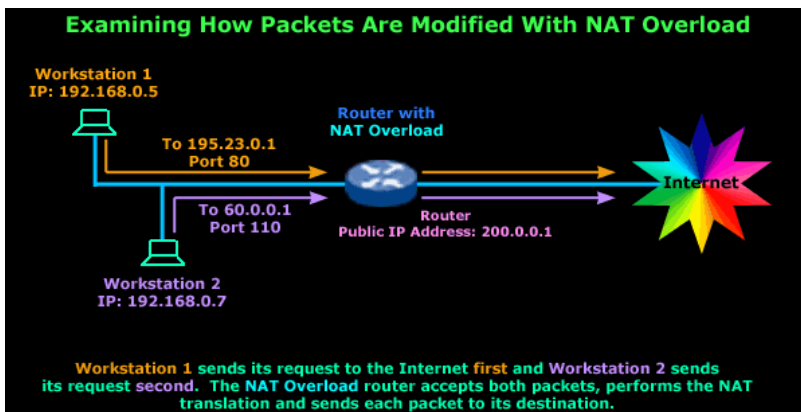 Examining How Packets Are Modified With NAT Overload
Workstation 1
IP: 192.168.0.5
Router with
NAT Overload
To 195.23.0.1
Port 80
Internet
To 60.0.0.1
Port 110
Router
Public IP Address: 200.0.0.1
Workstation 2
IP: 192.168.0.7
Workstation 1 sends its request to the Internet first and Workstation 2 sends
its request second. The NAT Overload router accepts both packets, performs the NAT
translation and sends each packet to its destination.